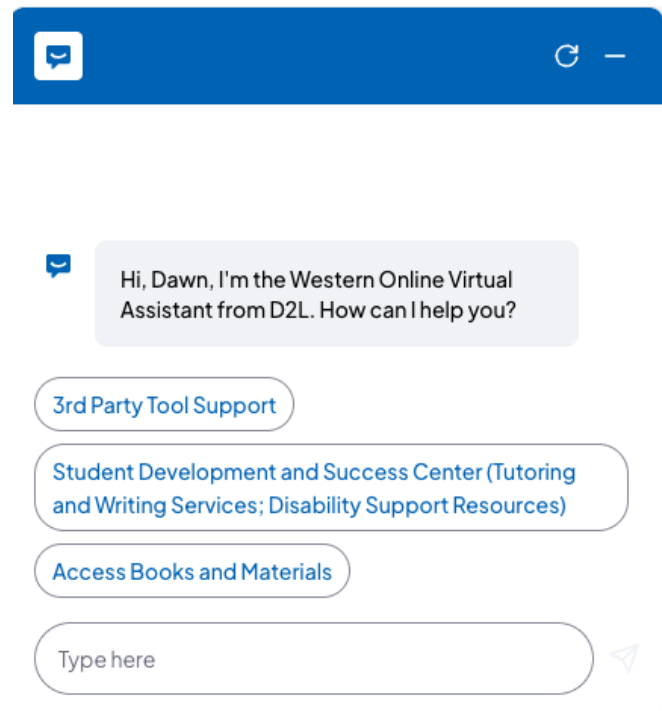 Hi, Dawn, I'm the Western Online Virtual
Assistant from D2L. How can I help you?
3rd Party Tool Support
Student Development and Success Center (Tutoring
and Writing Services; Disability Support Resources)
Access Books and Materials
Type here